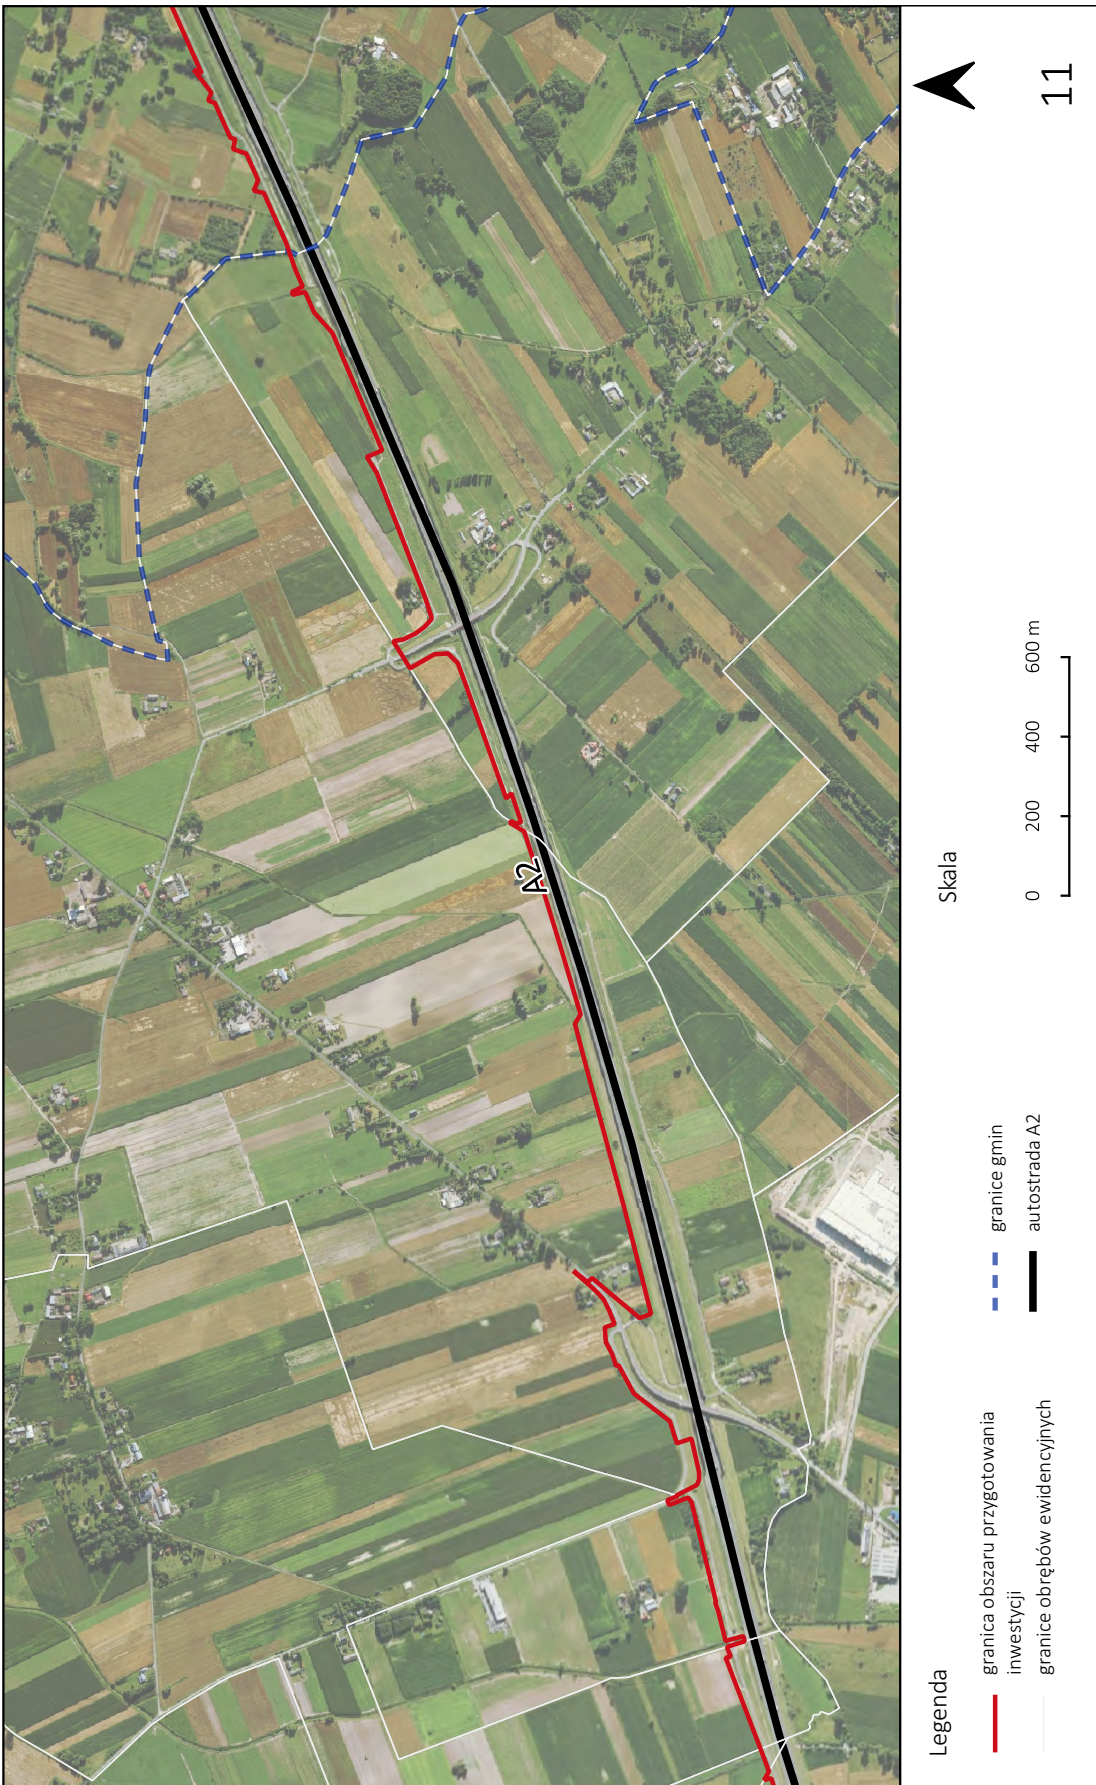 A2
Legenda
granica obszaru przygotowania
inwestycji
granice obrębów ewidencyjnych
granice gmin
autostrada A2
Skala
0 200 400 600 m
11